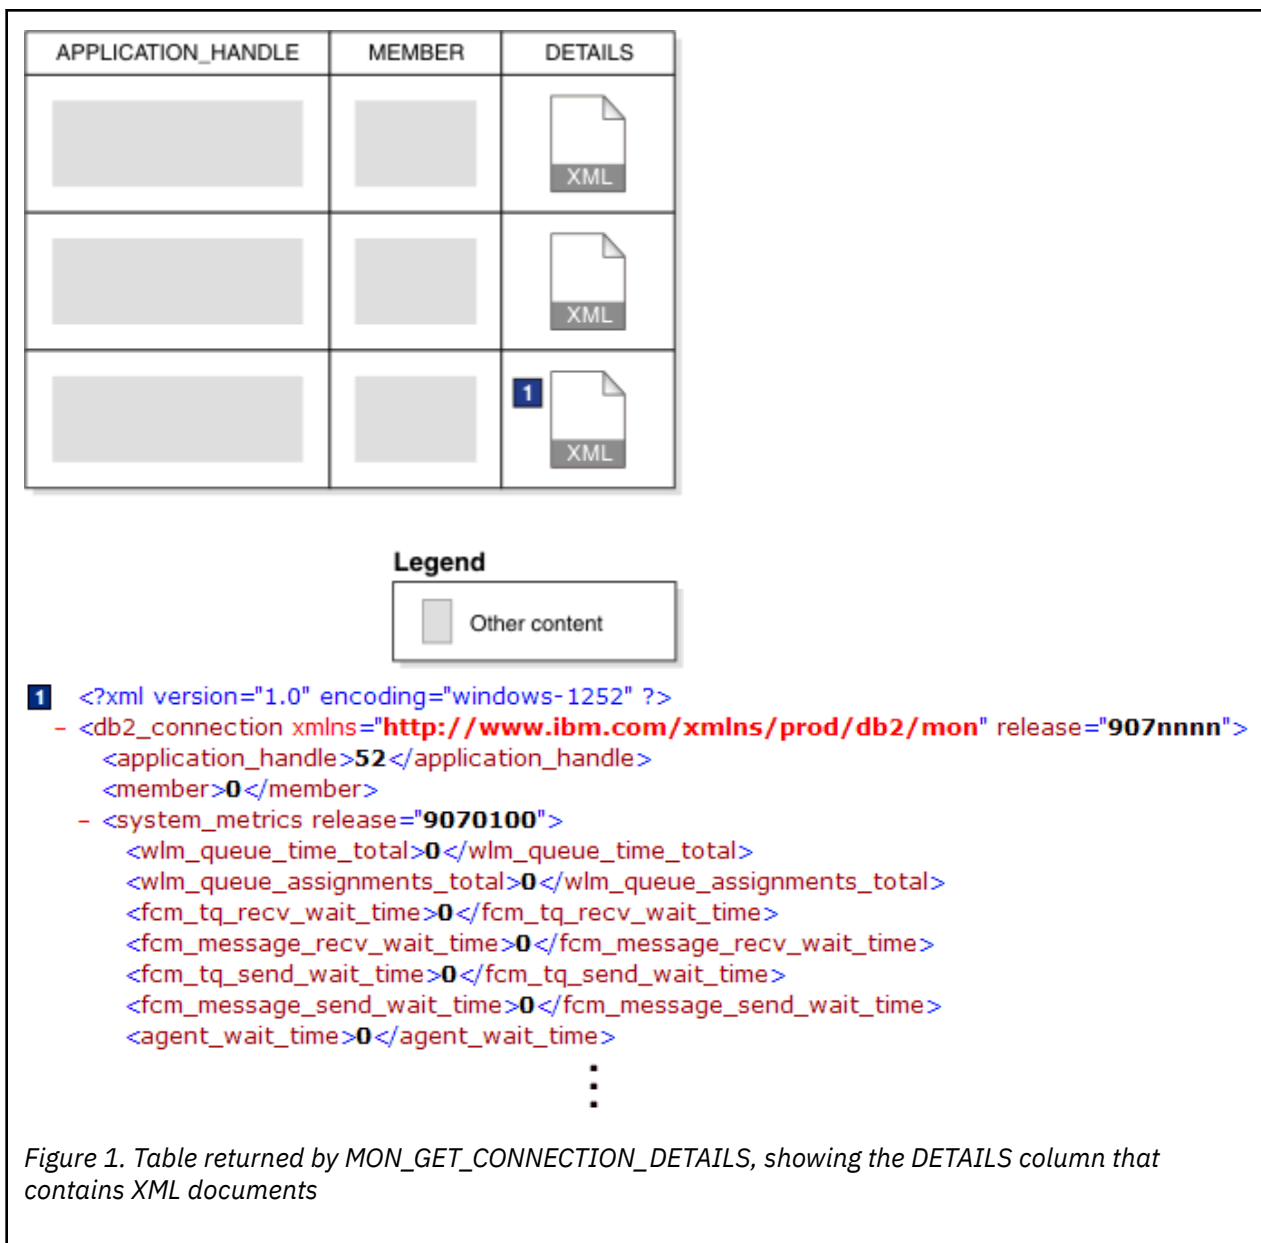 APPLICATION_HANDLE MEMBER DETAILS
XML
XML
1
XML
Legend
Other content
1 <?xml version="1.0" encoding="windows-1252" ?>
- <db2_connection xmlns="http://www.ibm.com/xmlns/prod/db2/mon" release="907nnnn">
<application_handle>52</application_handle>
<member>0</member>
- <system_metrics release="9070100">
<wlm_queue_time_total>0</wlm_queue_time_total>
<wlm_queue_assignments_total>0</wlm_queue_assignments_total>
<fcm_tq_recv_wait_time>0</fcm_tq_recv_wait_time>
<fcm_message_recv_wait_time>0</fcm_message_recv_wait_time>
<fcm_tq_send_wait_time>0</fcm_tq_send_wait_time>
<fcm_message_send_wait_time>0</fcm_message_send_wait_time>
<agent_wait_time>0</agent_wait_time>
⋮
Figure 1. Table returned by MON_GET_CONNECTION_DETAILS, showing the DETAILS column that
contains XML documents